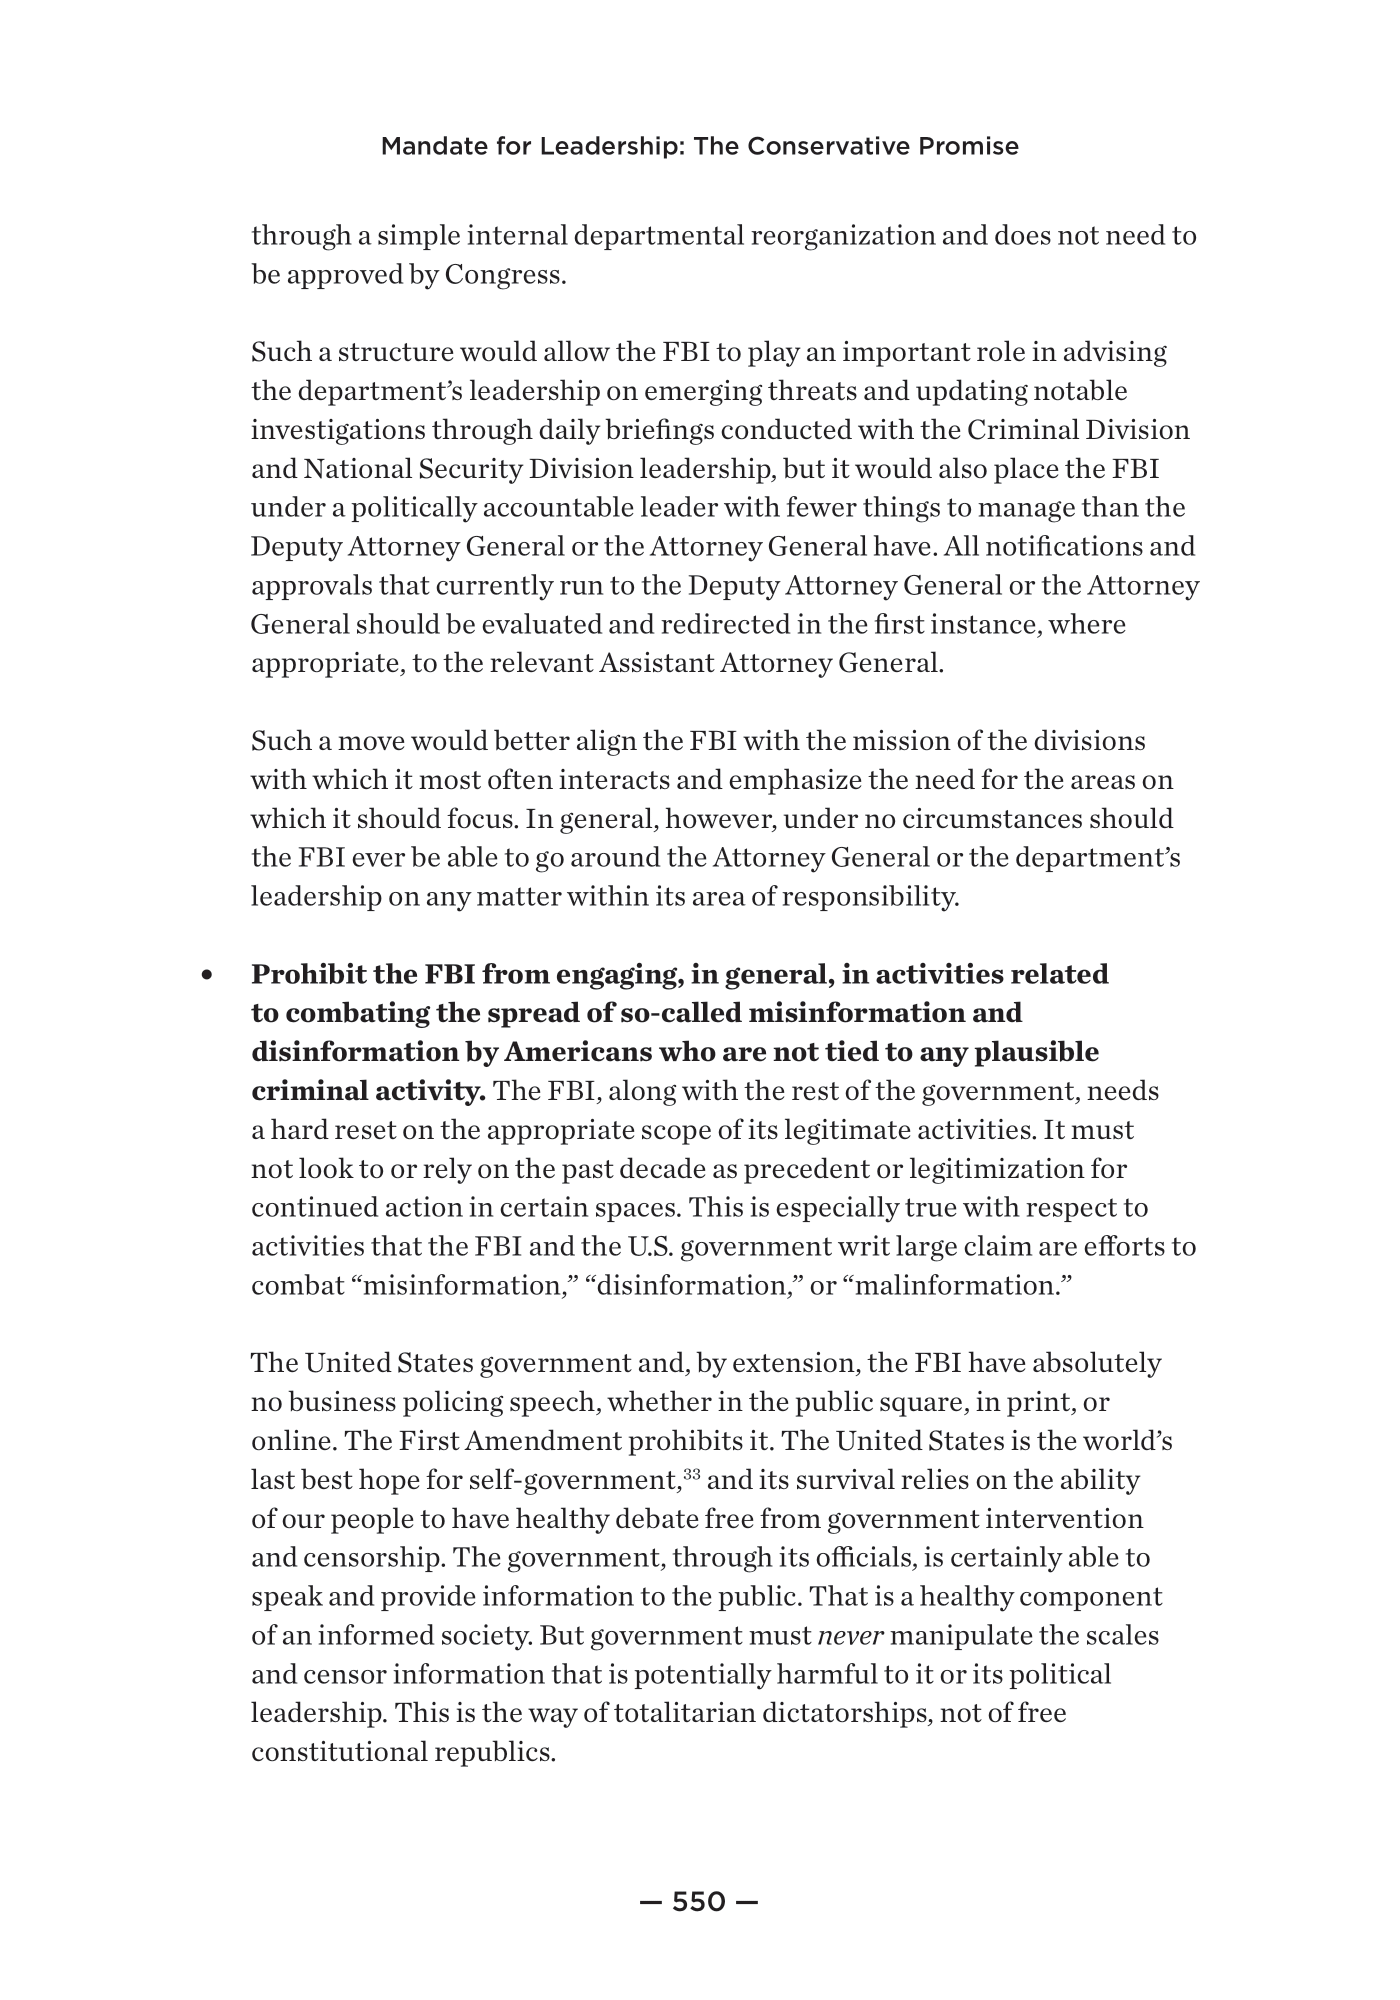 Mandate for Leadership: The Conservative Promise
through a simple internal departmental reorganization and does not need to
be approved by Congress.
Such a structure would allow the FBI to play an important role in advising
the department’s leadership on emerging threats and updating notable
investigations through daily briefings conducted with the Criminal Division
and National Security Division leadership, but it would also place the FBI
under a politically accountable leader with fewer things to manage than the
Deputy Attorney General or the Attorney General have. All notifications and
approvals that currently run to the Deputy Attorney General or the Attorney
General should be evaluated and redirected in the first instance, where
appropriate, to the relevant Assistant Attorney General.
Such a move would better align the FBI with the mission of the divisions
with which it most often interacts and emphasize the need for the areas on
which it should focus. In general, however, under no circumstances should
the FBI ever be able to go around the Attorney General or the department’s
leadership on any matter within its area of responsibility.
• Prohibit the FBI from engaging, in general, in activities related
to combating the spread of so-called misinformation and
disinformation by Americans who are not tied to any plausible
criminal activity. The FBI, along with the rest of the government, needs
a hard reset on the appropriate scope of its legitimate activities. It must
not look to or rely on the past decade as precedent or legitimization for
continued action in certain spaces. This is especially true with respect to
activities that the FBI and the U.S. government writ large claim are efforts to
combat “misinformation,” “disinformation,” or “malinformation.”
The United States government and, by extension, the FBI have absolutely
no business policing speech, whether in the public square, in print, or
online. The First Amendment prohibits it. The United States is the world’s
last best hope for self-government,33 and its survival relies on the ability
of our people to have healthy debate free from government intervention
and censorship. The government, through its officials, is certainly able to
speak and provide information to the public. That is a healthy component
of an informed society. But government must never manipulate the scales
and censor information that is potentially harmful to it or its political
leadership. This is the way of totalitarian dictatorships, not of free
constitutional republics.
— 550 —